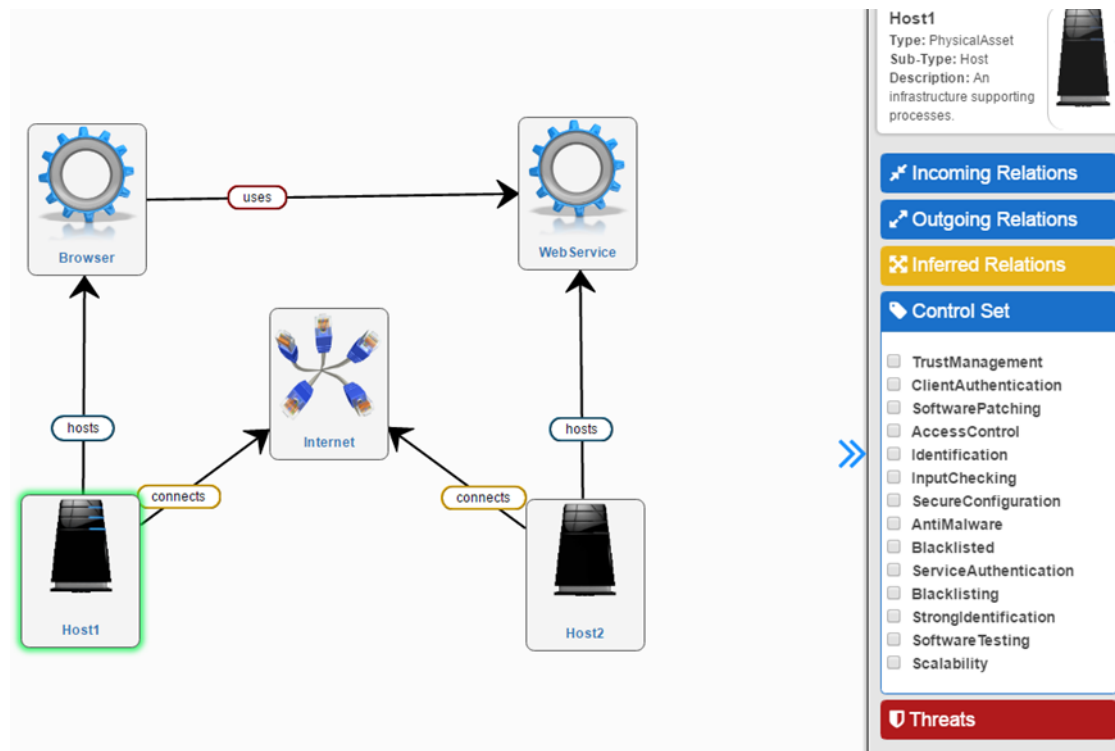 Host1
Type: PhysicalAsset
Sub-Type: Host
Description: An
infrastructure supporting
processes.
Incoming Relations
Outgoing Relations
Inferred Relations
Control Set
TrustManagement
ClientAuthentication
SoftwarePatching
AccessControl
Identification
InputChecking
SecureConfiguration
AntiMalware
Blacklisted
ServiceAuthentication
Blacklisting
StrongIdentification
SoftwareTesting
Scalability
Threats
uses
Browser
WebService
hosts
Internet
hosts
connects
connects
Host1
Host2